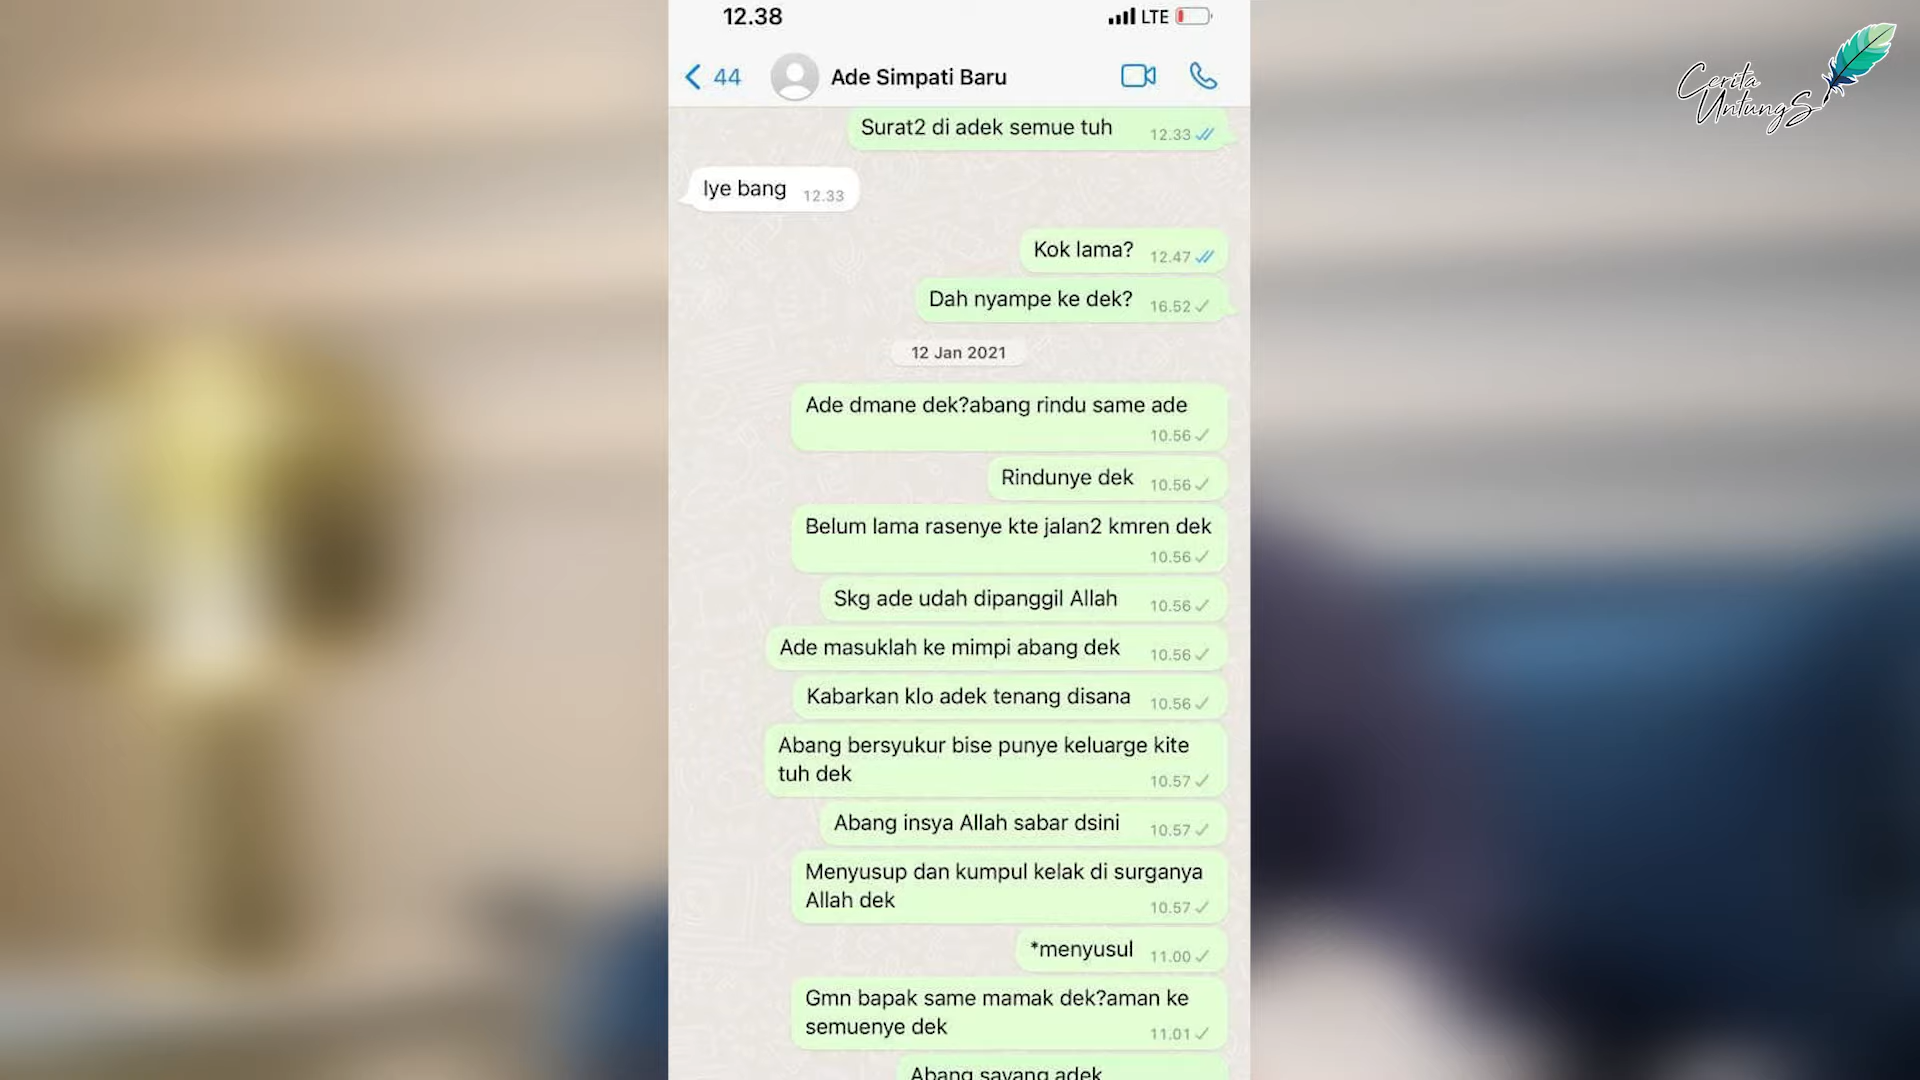 12.38
LTE
44
Ade Simpati Baru
Cerita
UntungS
Surat2 di adek semue tuh
12.33
Iye bang
12.33
Kok lama?
12.47
Dah nyampe ke dek?
16.52
12 Jan 2021
Ade dmane dek?abang rindu same ade
10.56
Rindunye dek
10.56
Belum lama rasenye kte jalan2 kmren dek
10.56
Skg ade udah dipanggil Allah
10.56
Ade masuklah ke mimpi abang dek
10.56
Kabarkan klo adek tenang disana
10.56
Abang bersyukur bise punye keluarge kite
tuh dek
10.57
Abang insya Allah sabar dsini
10.57
Menyusup dan kumpul kelak di surganya
Allah dek
10.57
*menyusul
11.00
Gmn bapak same mamak dek?aman ke
semuenye dek
11.01
Abang sayang adek